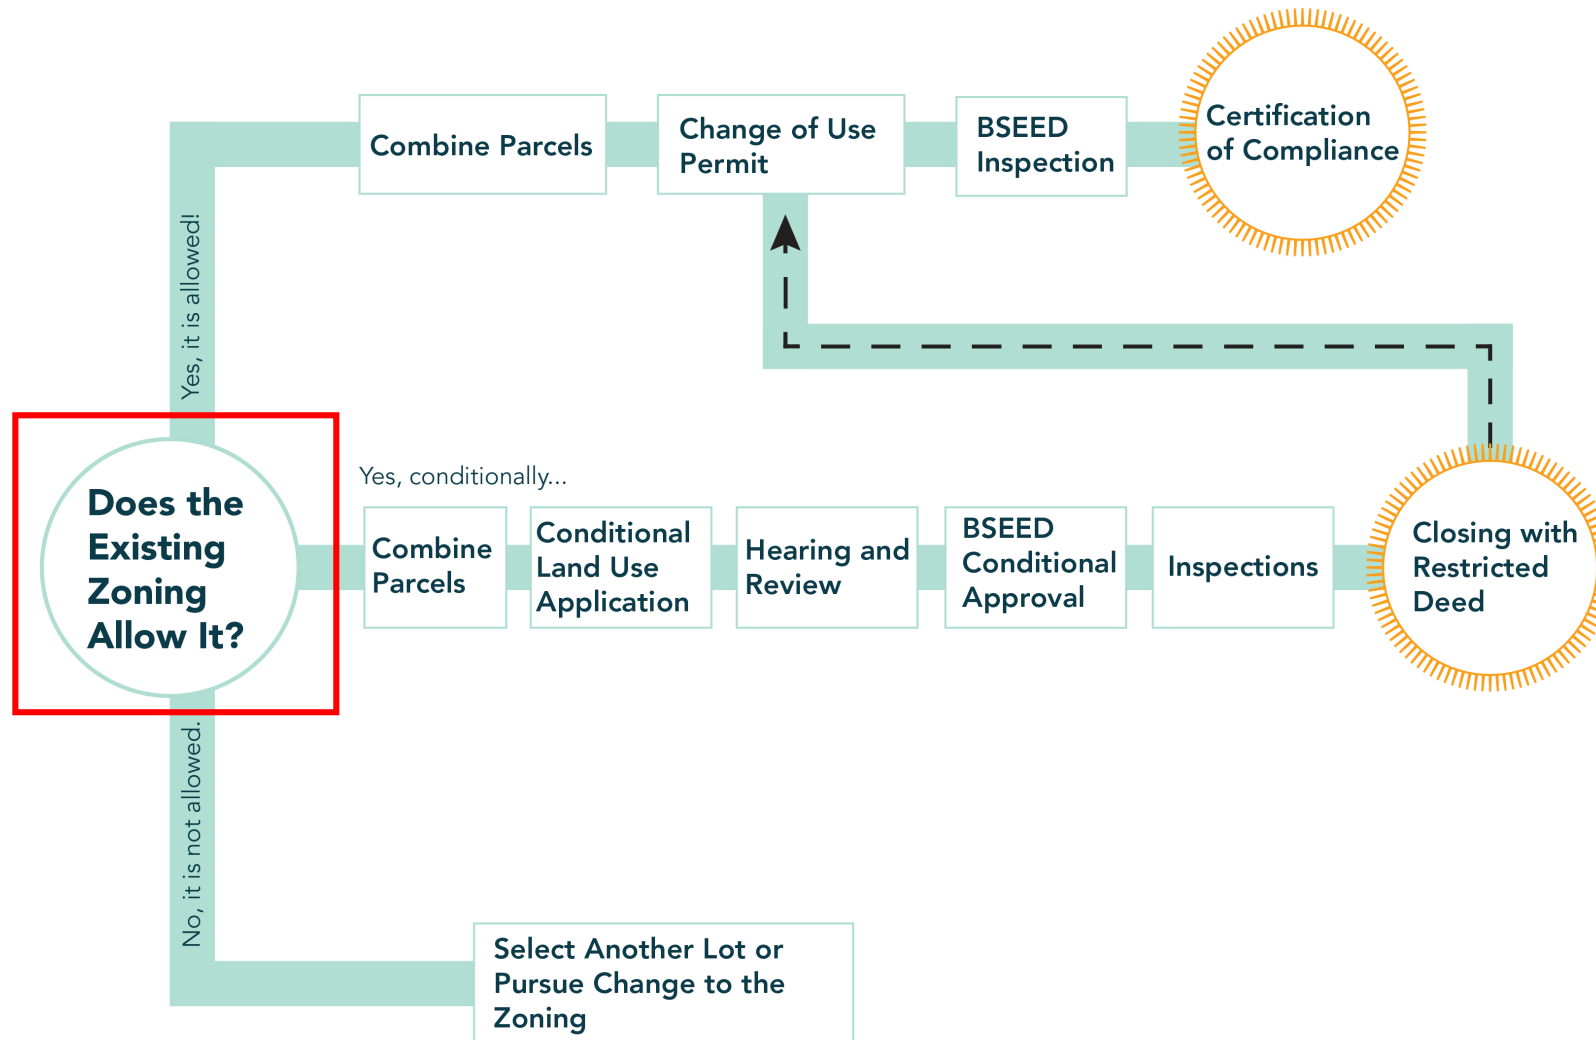 Combine Parcels
Change of Use
Permit
BSEED
Inspection
Certification
of Compliance
Yes, it is allowed!
Does the
Existing
Zoning
Allow It?
Yes, conditionally...
Combine
Parcels
Conditional
Land Use
Application
Hearing and
Review
BSEED
Conditional
Approval
Inspections
Closing with
Restricted
Deed
No, it is not allowed.
Select Another Lot or
Pursue Change to the
Zoning